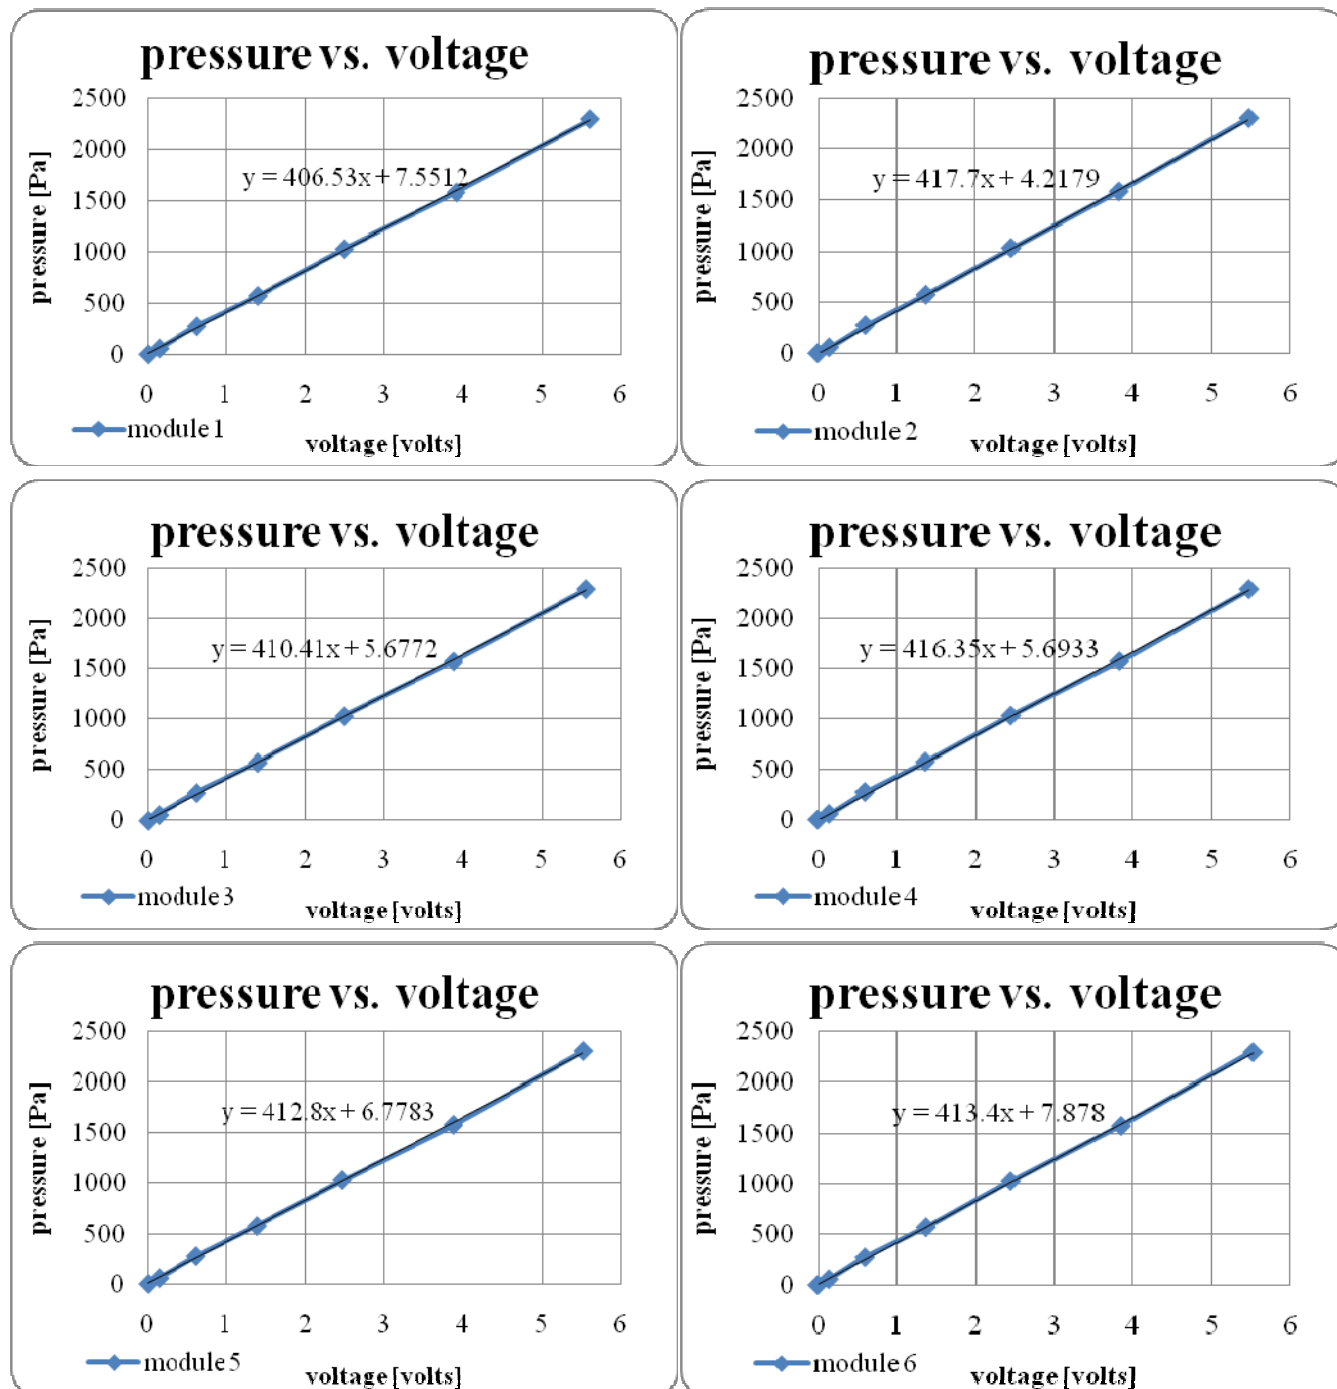 pressure vs. voltage
pressure [Pa]
2500
2000
1500
1000
500
0
y = 406.53x + 7.5512
0 1 2 3 4 5 6
module 1
voltage [volts]
pressure vs. voltage
pressure [Pa]
2500
2000
1500
1000
500
0
y = 417.7x + 4.2179
0 1 2 3 4 5 6
module 2
voltage [volts]
pressure vs. voltage
pressure [Pa]
2500
2000
1500
1000
500
0
y = 410.41x + 5.6772
0 1 2 3 4 5 6
module 3
voltage [volts]
pressure vs. voltage
pressure [Pa]
2500
2000
1500
1000
500
0
y = 416.35x + 5.6933
0 1 2 3 4 5 6
module 4
voltage [volts]
pressure vs. voltage
pressure [Pa]
2500
2000
1500
1000
500
0
y = 412.8x + 6.7783
0 1 2 3 4 5 6
module 5
voltage [volts]
pressure vs. voltage
pressure [Pa]
2500
2000
1500
1000
500
0
y = 413.4x + 7.878
0 1 2 3 4 5 6
module 6
voltage [volts]